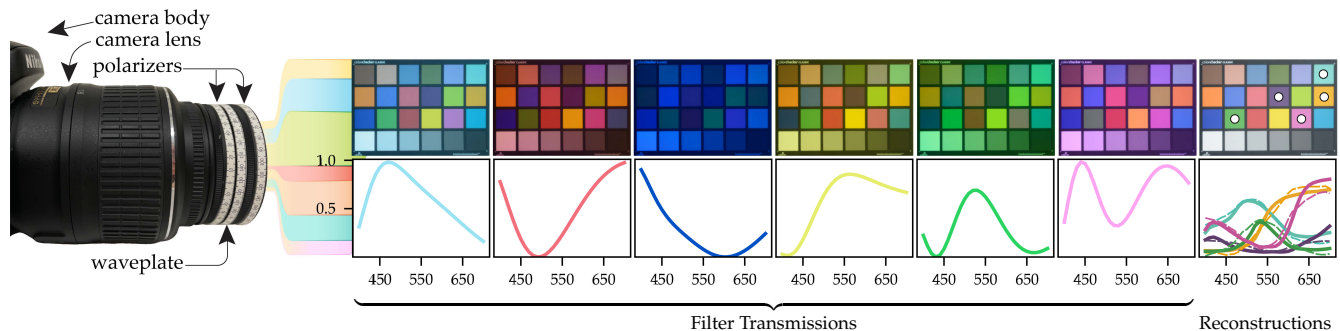 camera body
camera lens
polarizers
waveplate
1.0
0.5
450 550 650
450 550 650
450 550 650
450 550 650
450 550 650
450 550 650
450 550 650
Filter Transmissions
Reconstructions